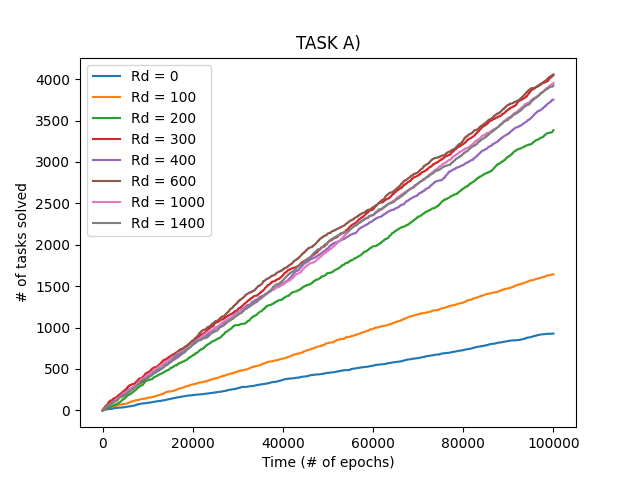 TASK A)
Rd = 0
Rd = 100
Rd = 200
Rd = 300
Rd = 400
Rd = 600
Rd = 1000
Rd = 1400
# of tasks solved
4000
3500
3000
2500
2000
1500
1000
500
0
0 20000 40000 60000 80000 100000
Time (# of epochs)